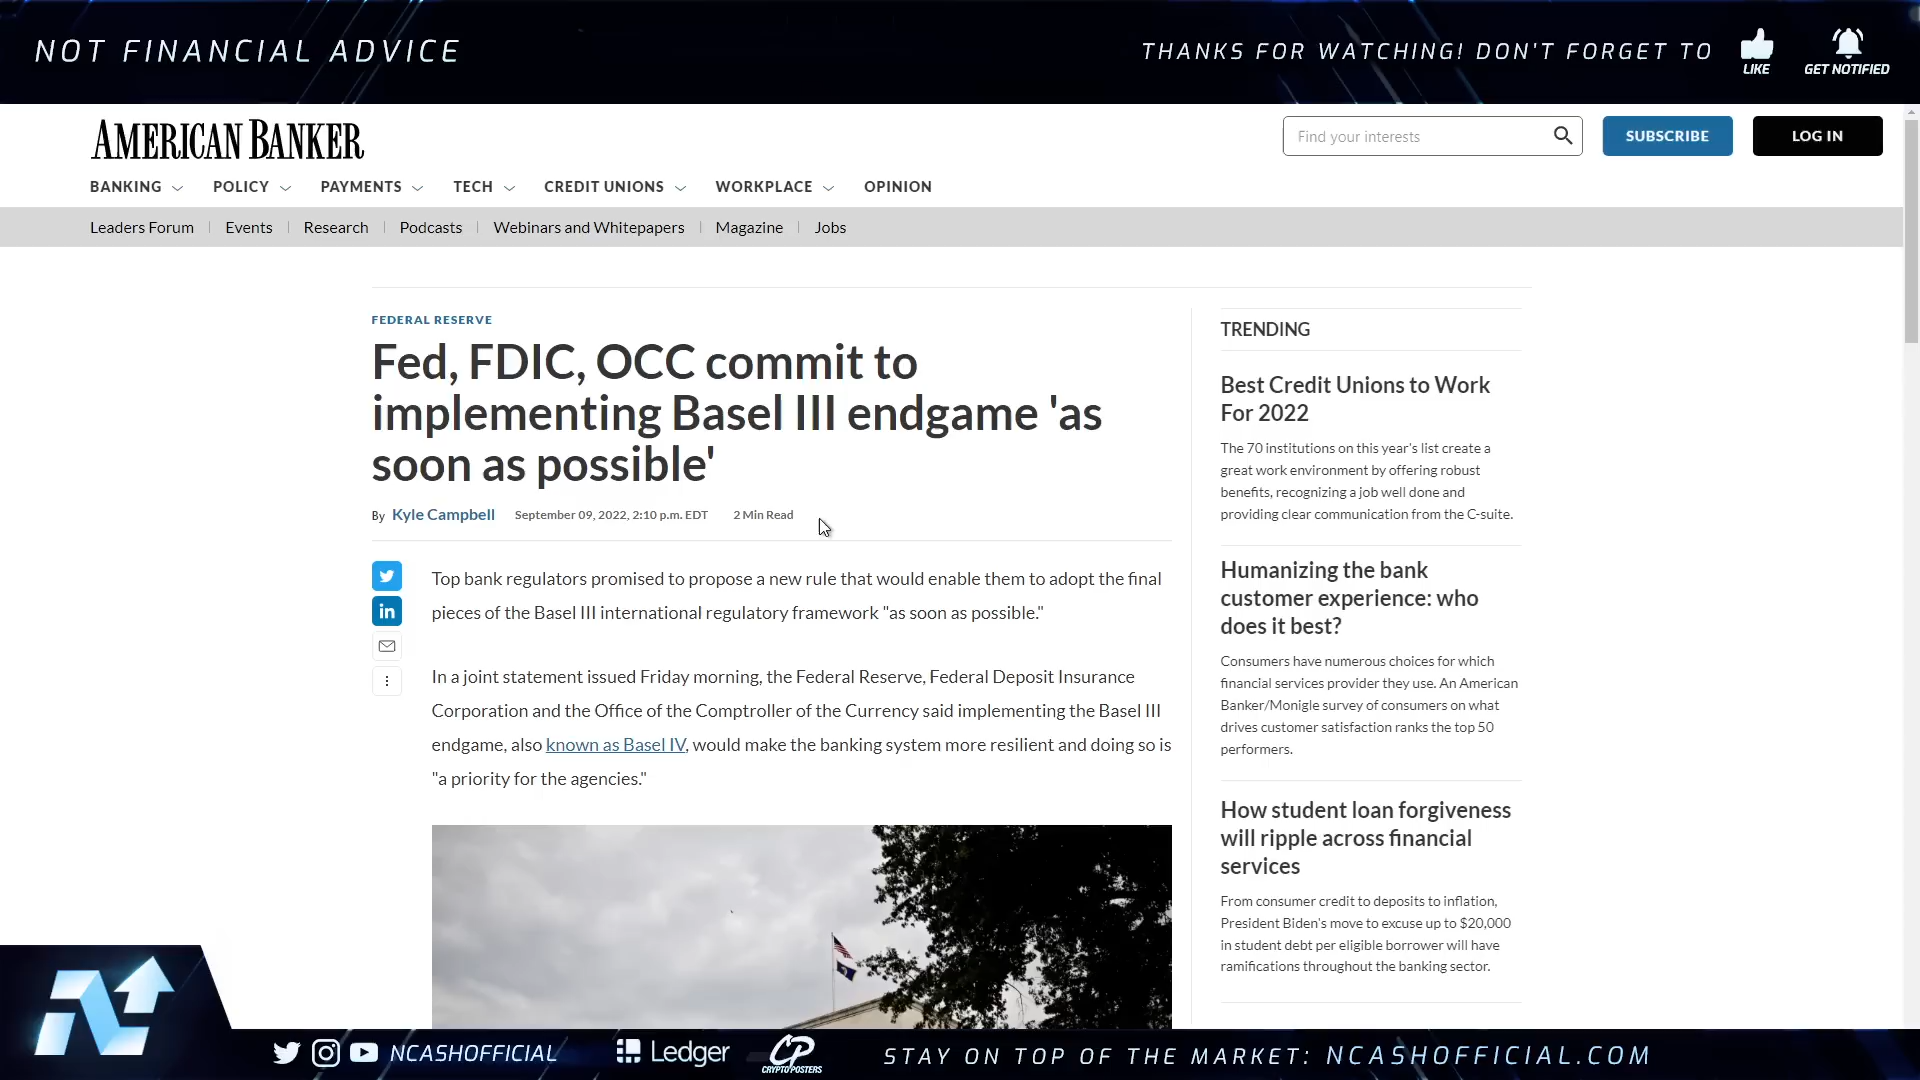 NOT FINANCIAL ADVICE
THANKS FOR WATCHING! DON'T FORGET TO
LIKE
GET NOTIFIED
AMERICAN BANKER
Find your interests
SUBSCRIBE
LOG IN
BANKING
POLICY
PAYMENTS
TECH
CREDIT UNIONS
WORKPLACE
OPINION
Leaders Forum
Events
Research
Podcasts
Webinars and Whitepapers
Magazine
Jobs
FEDERAL RESERVE
Fed, FDIC, OCC commit to
implementing Basel III endgame 'as
soon as possible'
By Kyle Campbell September 09, 2022, 2:10 p.m. EDT 2 Min Read
Top bank regulators promised to propose a new rule that would enable them to adopt the final
pieces of the Basel III international regulatory framework "as soon as possible."
In a joint statement issued Friday morning, the Federal Reserve, Federal Deposit Insurance
Corporation and the Office of the Comptroller of the Currency said implementing the Basel III
endgame, also known as Basel IV, would make the banking system more resilient and doing so is
"a priority for the agencies."
TRENDING
Best Credit Unions to Work
For 2022
The 70 institutions on this year's list create a
great work environment by offering robust
benefits, recognizing a job well done and
providing clear communication from the C-suite.
Humanizing the bank
customer experience: who
does it best?
Consumers have numerous choices for which
financial services provider they use. An American
Banker/Monigle survey of consumers on what
drives customer satisfaction ranks the top 50
performers.
How student loan forgiveness
will ripple across financial
services
From consumer credit to deposits to inflation,
President Biden's move to excuse up to $20,000
in student debt per eligible borrower will have
ramifications throughout the banking sector.
NCASHOFFICIAL
Ledger
CP
CRYPTOPOSTERS
STAY ON TOP OF THE MARKET: NCASHOFFICIAL.COM